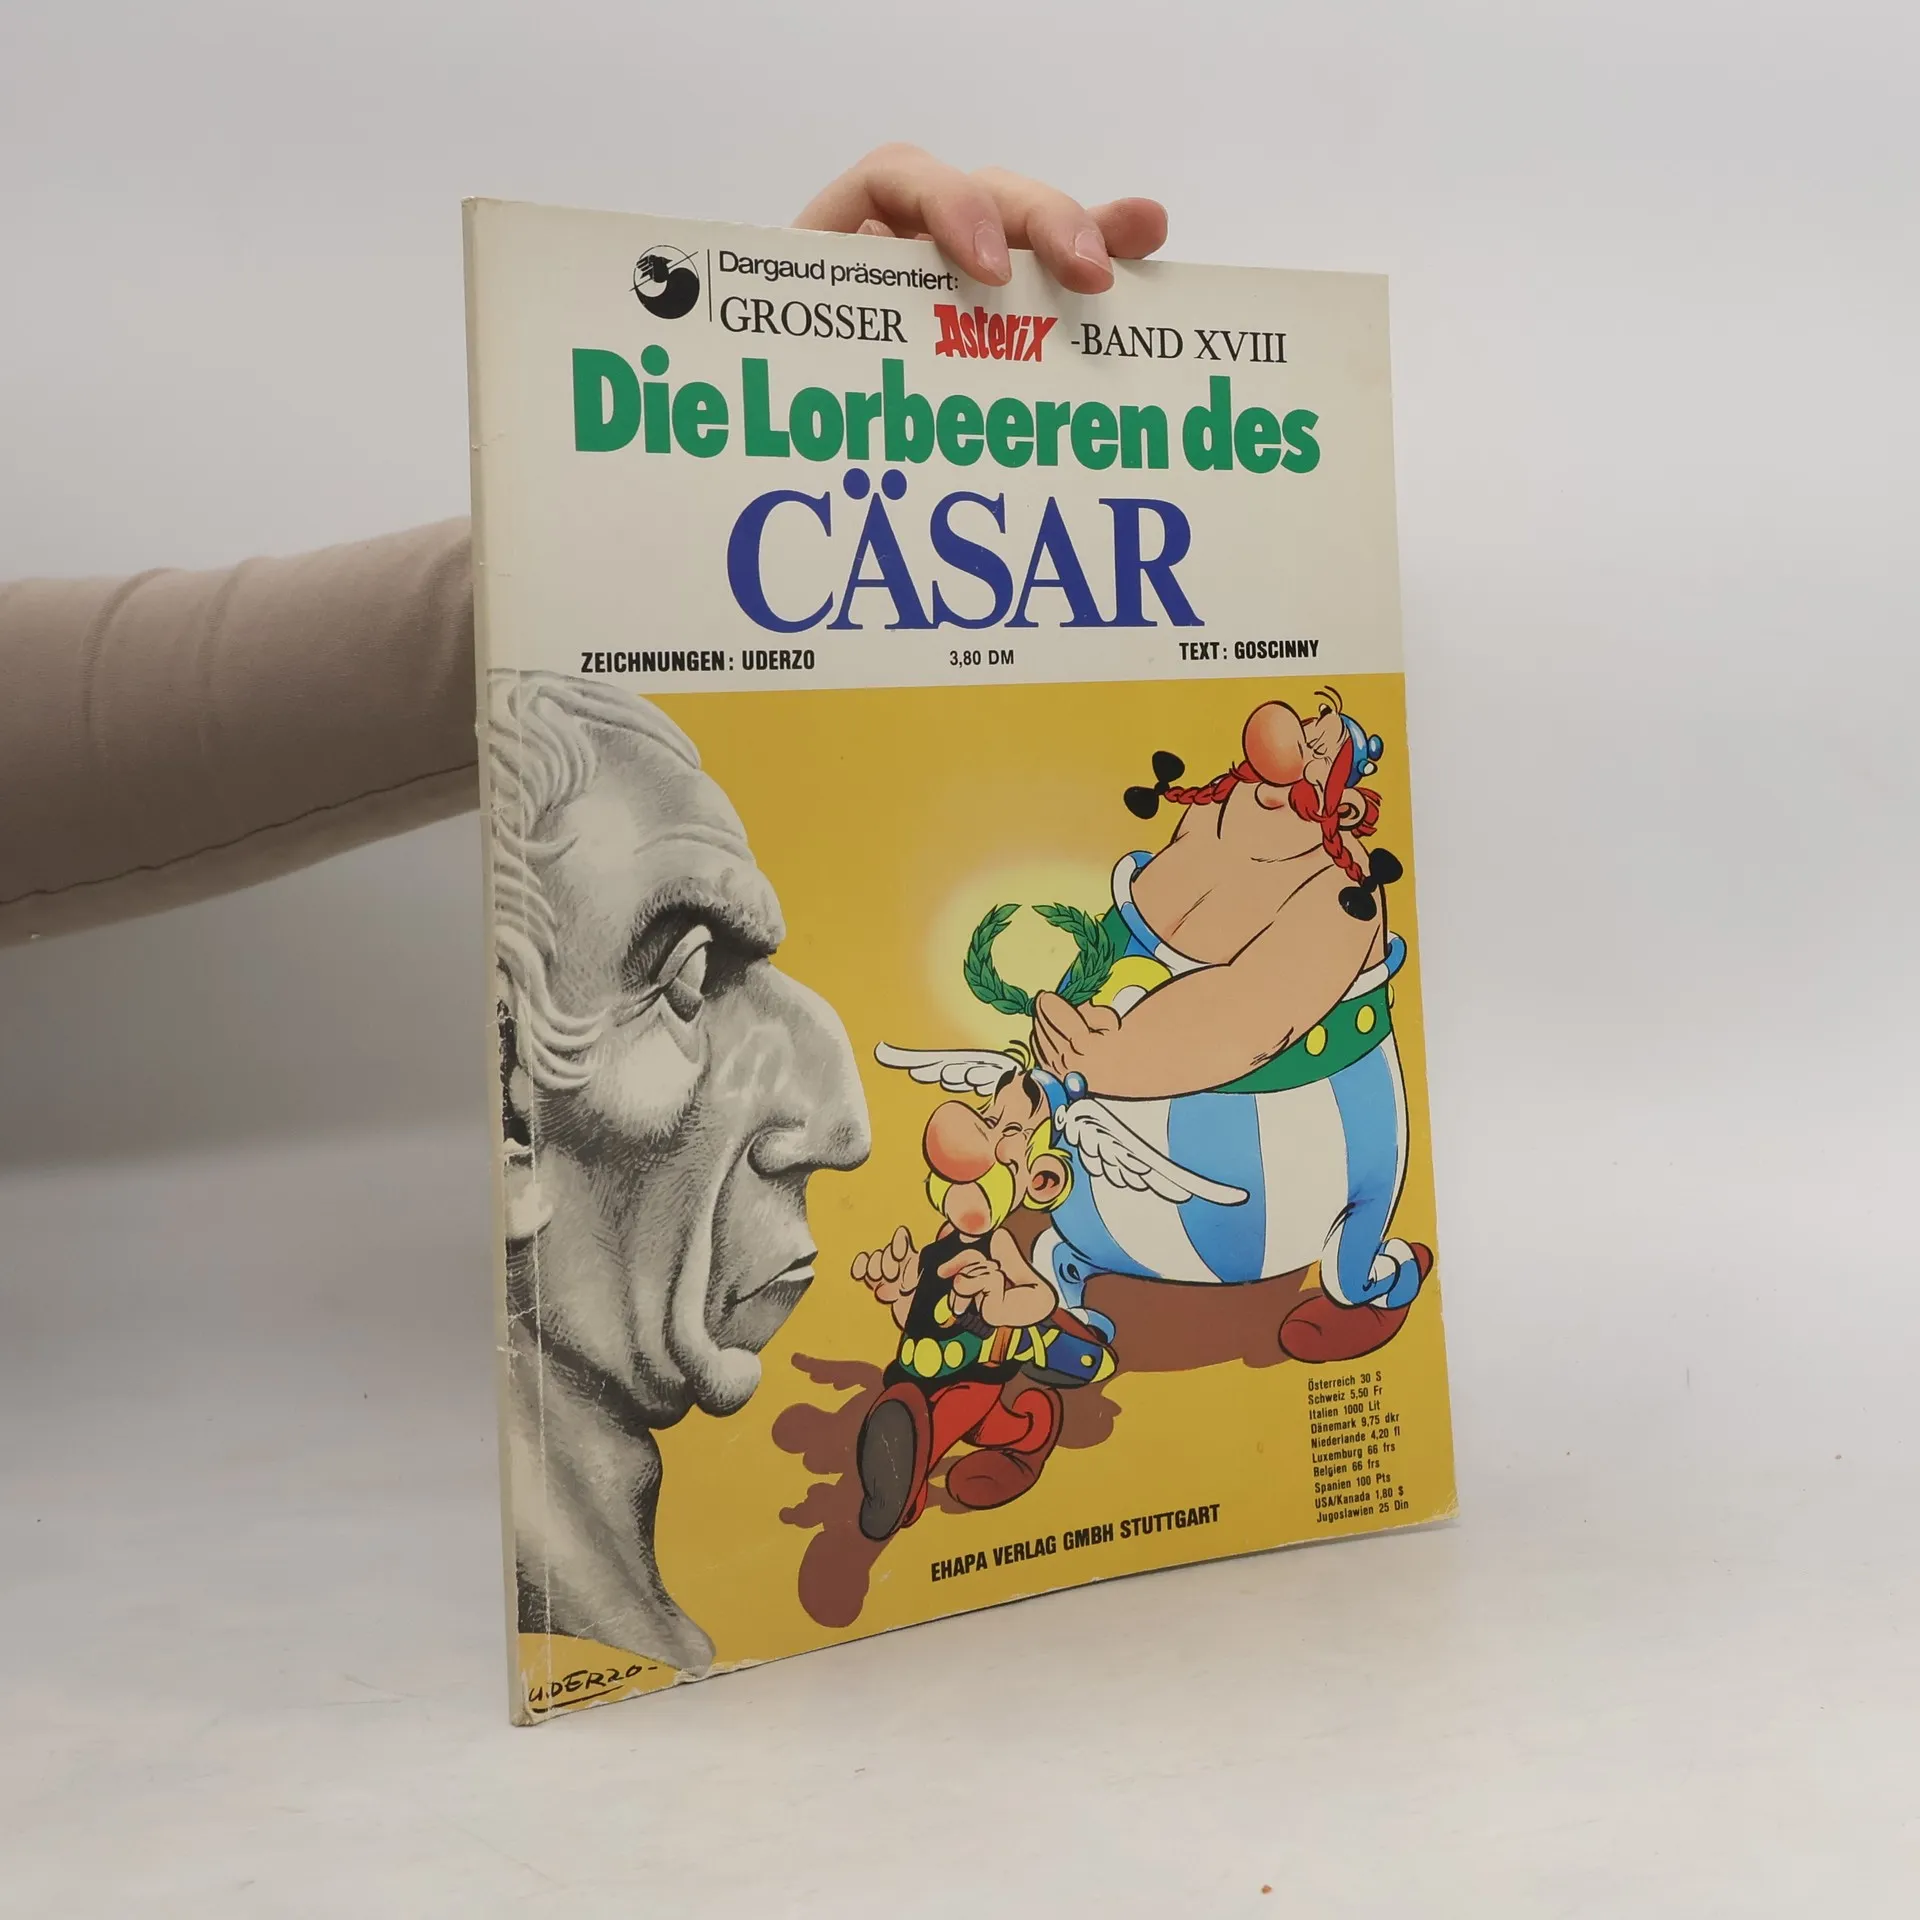 Dargaud präsentiert:
GROSSER Asterix -BAND XVIII
Die Lorbeeren des
CÄSAR
ZEICHNUNGEN: UDERZO 3,80 DM TEXT: GOSCINNY
Österreich 30 S
Schweiz 5,50 Fr
Italien 1000 Lit
Dänemark 9,75 dkr
Niederlande 4,20 fl
Luxemburg 66 frs
Belgien 66 frs
Spanien 100 Pts
USA/Kanada 1,80 $
Jugoslawien 25 Din
EHAPA VERLAG GMBH STUTTGART
UDERZO-